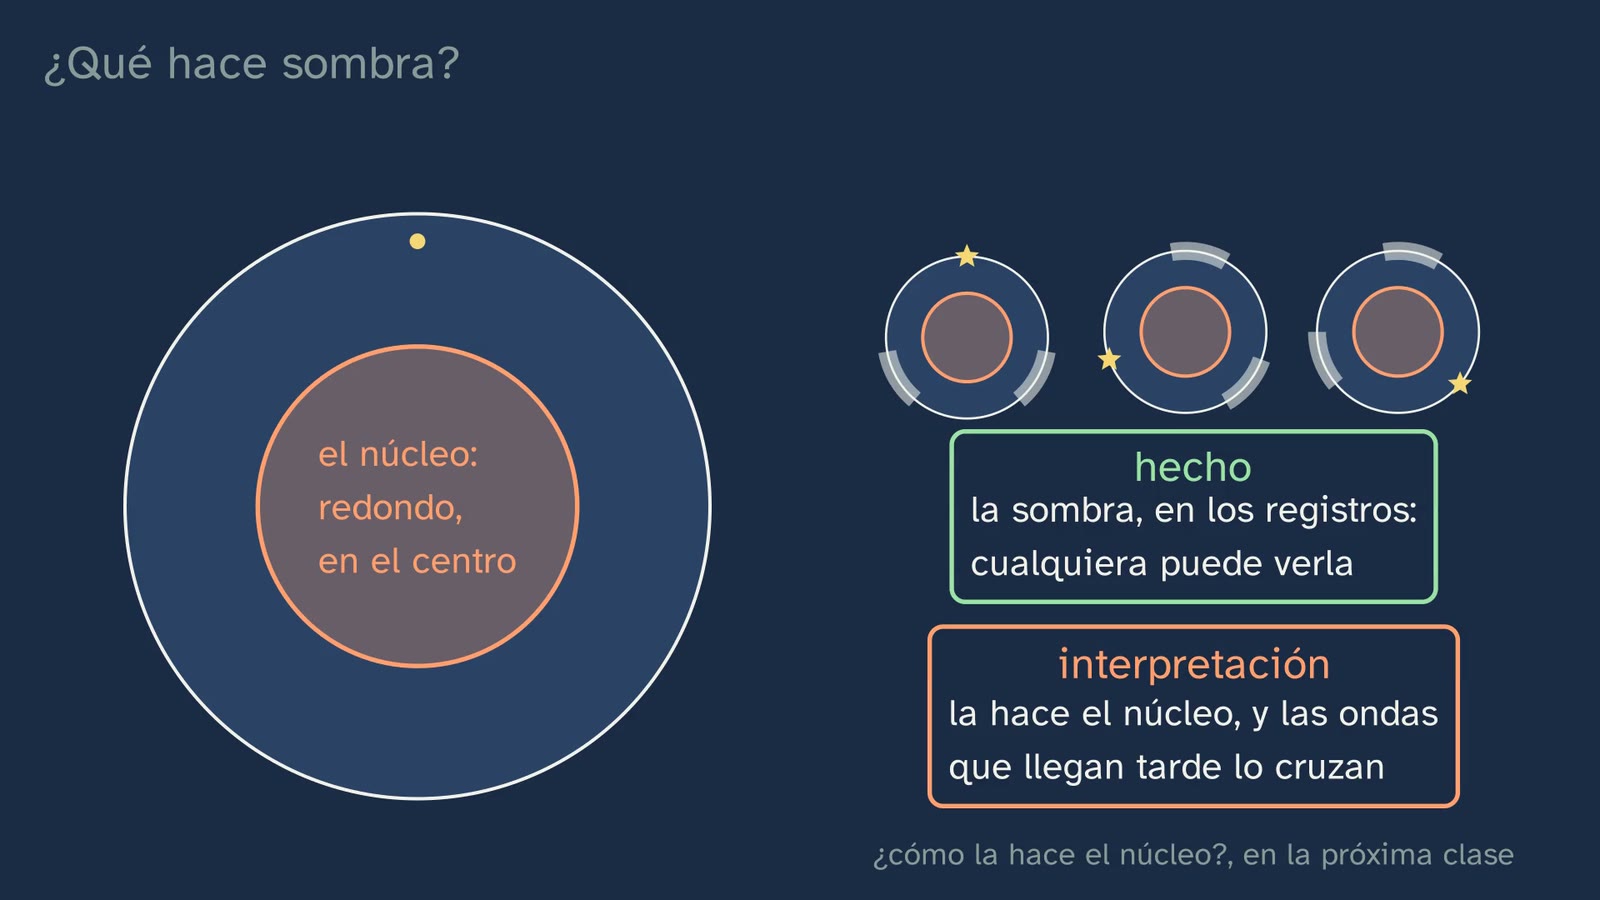 ¿Qué hace sombra?
el núcleo:
redondo,
en el centro
hecho
la sombra, en los registros:
cualquiera puede verla
interpretación
la hace el núcleo, y las ondas
que llegan tarde lo cruzan
¿cómo la hace el núcleo?, en la próxima clase